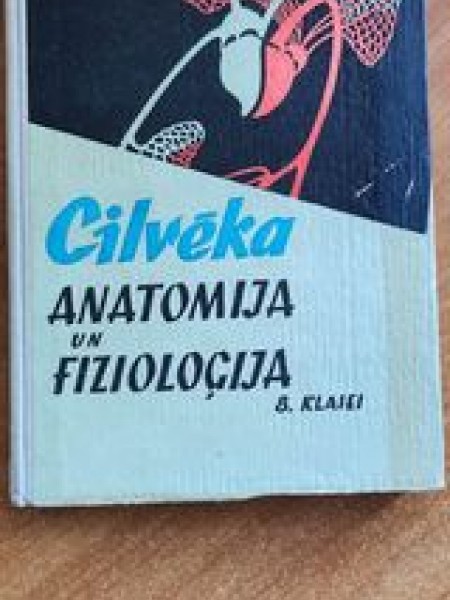 Cilvēka
ANATOMIJA
UN
FIZIOLOĢIJA
8. KLASEI